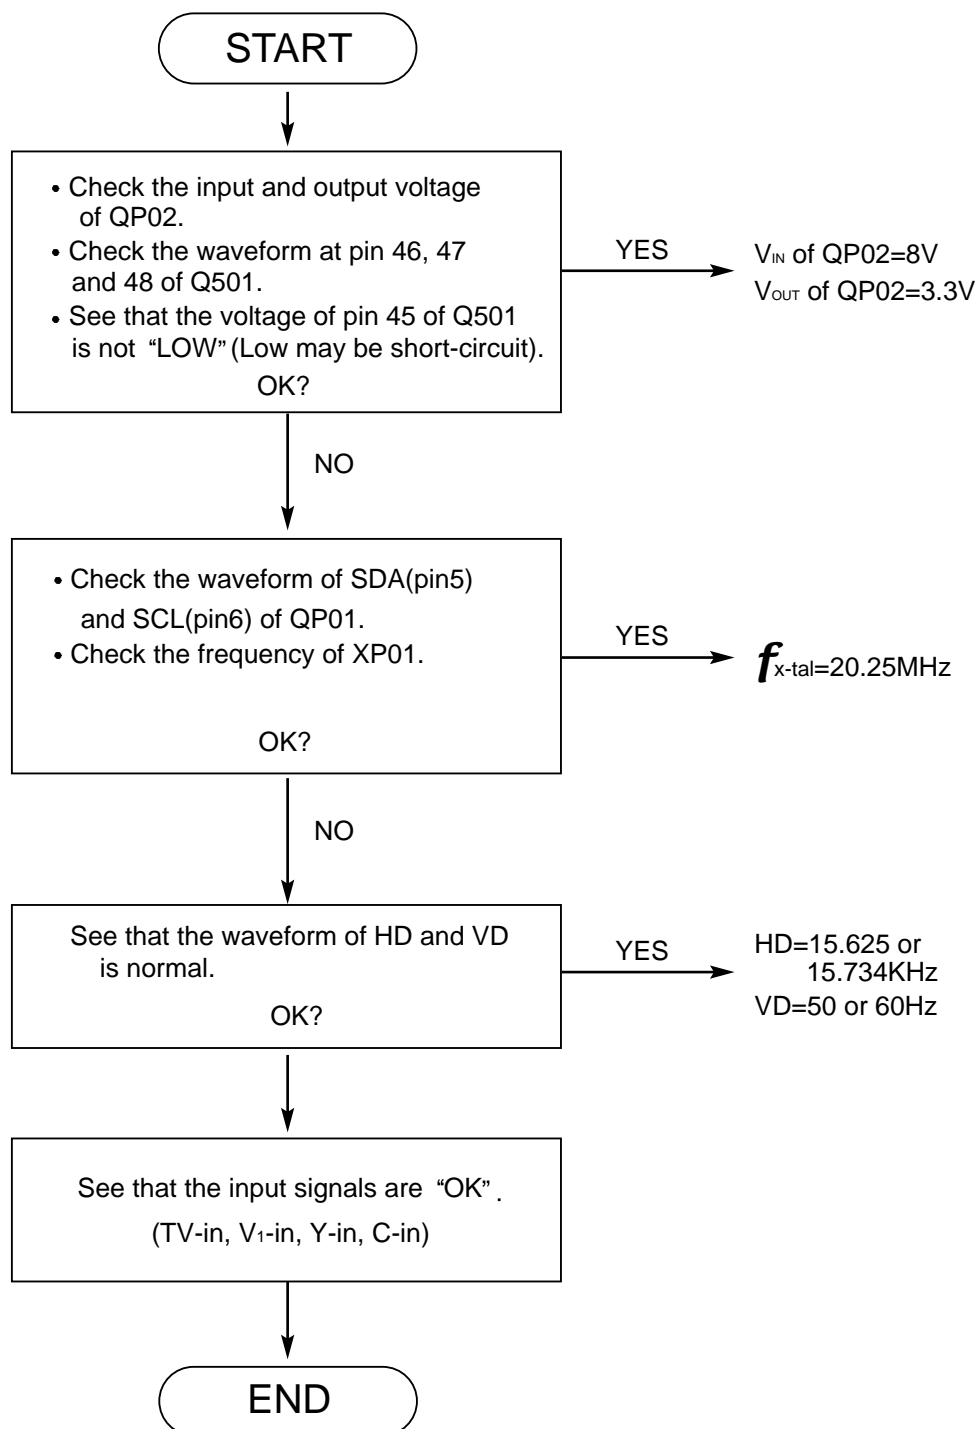 START
• Check the input and output voltage
of QP02.
• Check the waveform at pin 46, 47
and 48 of Q501.
• See that the voltage of pin 45 of Q501
is not “LOW” (Low may be short-circuit).
OK?
YES
VIN of QP02=8V
VOUT of QP02=3.3V
NO
• Check the waveform of SDA(pin5)
and SCL(pin6) of QP01.
• Check the frequency of XP01.
OK?
YES
fx-tal=20.25MHz
NO
See that the waveform of HD and VD
is normal.
OK?
YES
HD=15.625 or
15.734KHz
VD=50 or 60Hz
See that the input signals are “OK”.
(TV-in, V1-in, Y-in, C-in)
END